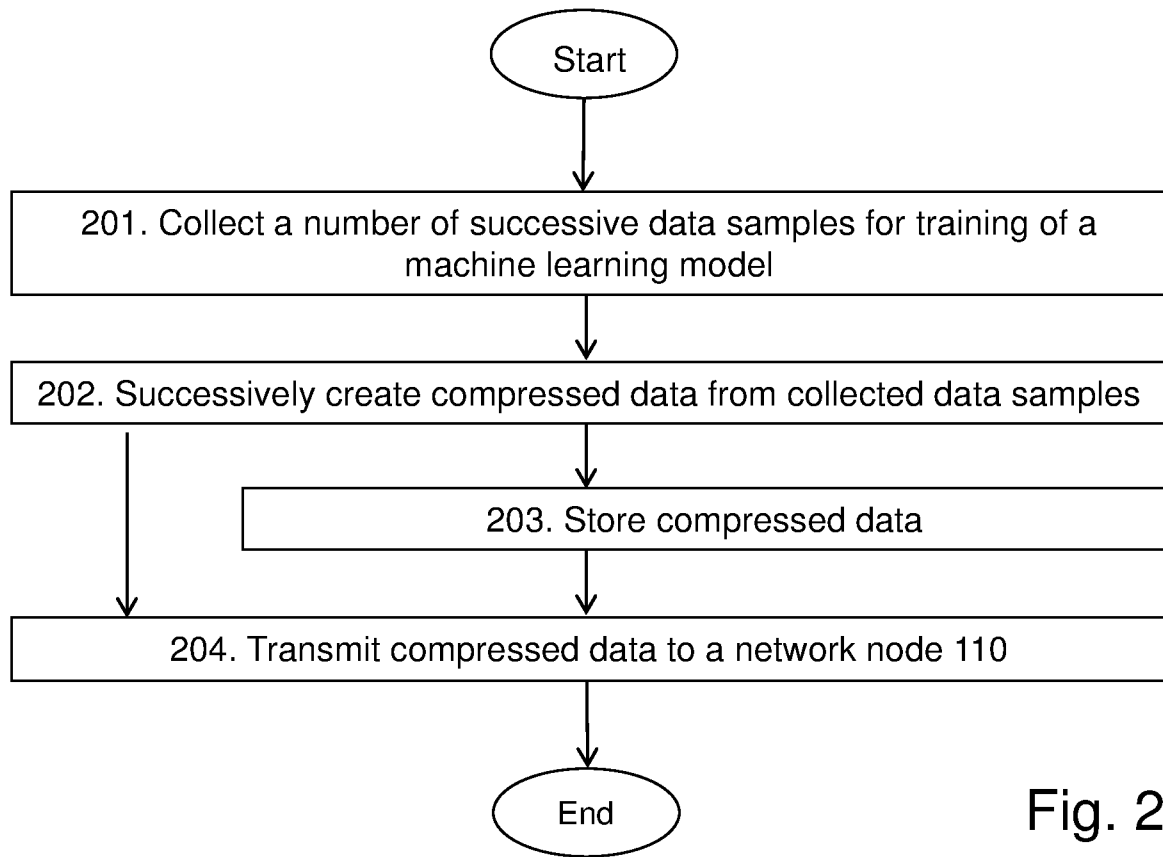 Start
201. Collect a number of successive data samples for training of a
machine learning model
202. Successively create compressed data from collected data samples
203. Store compressed data
204. Transmit compressed data to a network node 110
End
Fig. 2